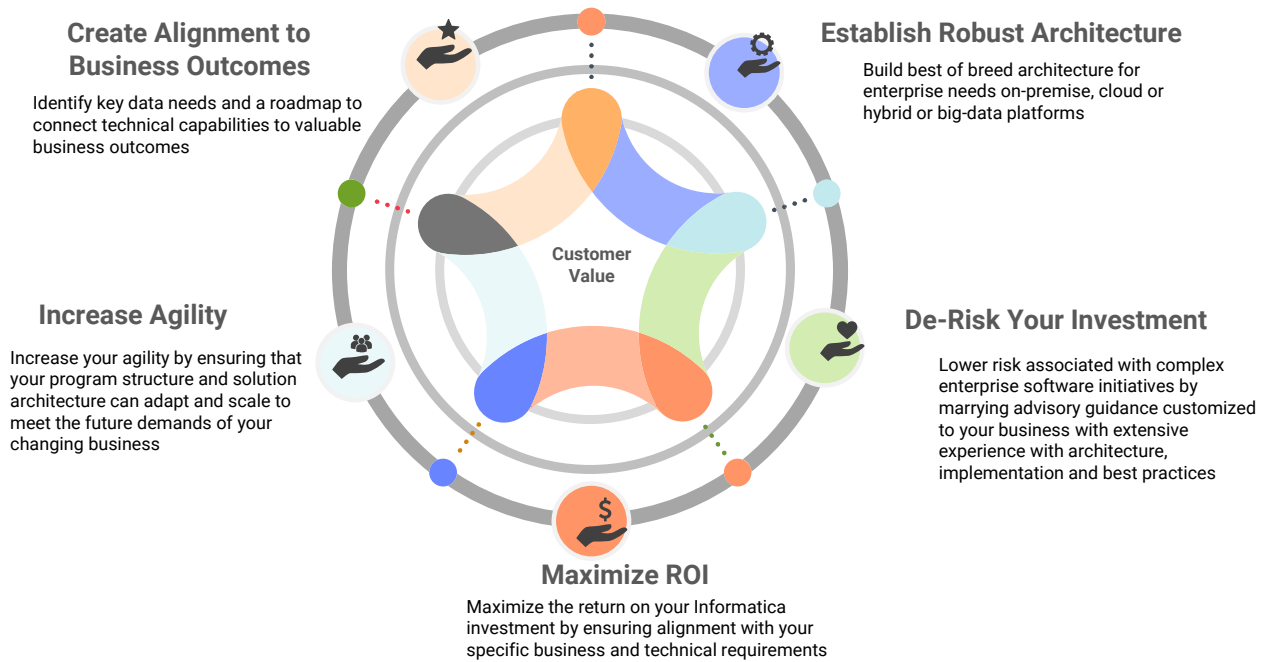 Create Alignment to
Business Outcomes
Identify key data needs and a roadmap to
connect technical capabilities to valuable
business outcomes
Establish Robust Architecture
Build best of breed architecture for
enterprise needs on-premise, cloud or
hybrid or big-data platforms
Customer
Value
Increase Agility
Increase your agility by ensuring that
your program structure and solution
architecture can adapt and scale to
meet the future demands of your
changing business
De-Risk Your Investment
Lower risk associated with complex
enterprise software initiatives by
marrying advisory guidance customized
to your business with extensive
experience with architecture,
implementation and best practices
$
Maximize ROI
Maximize the return on your Informatica
investment by ensuring alignment with your
specific business and technical requirements